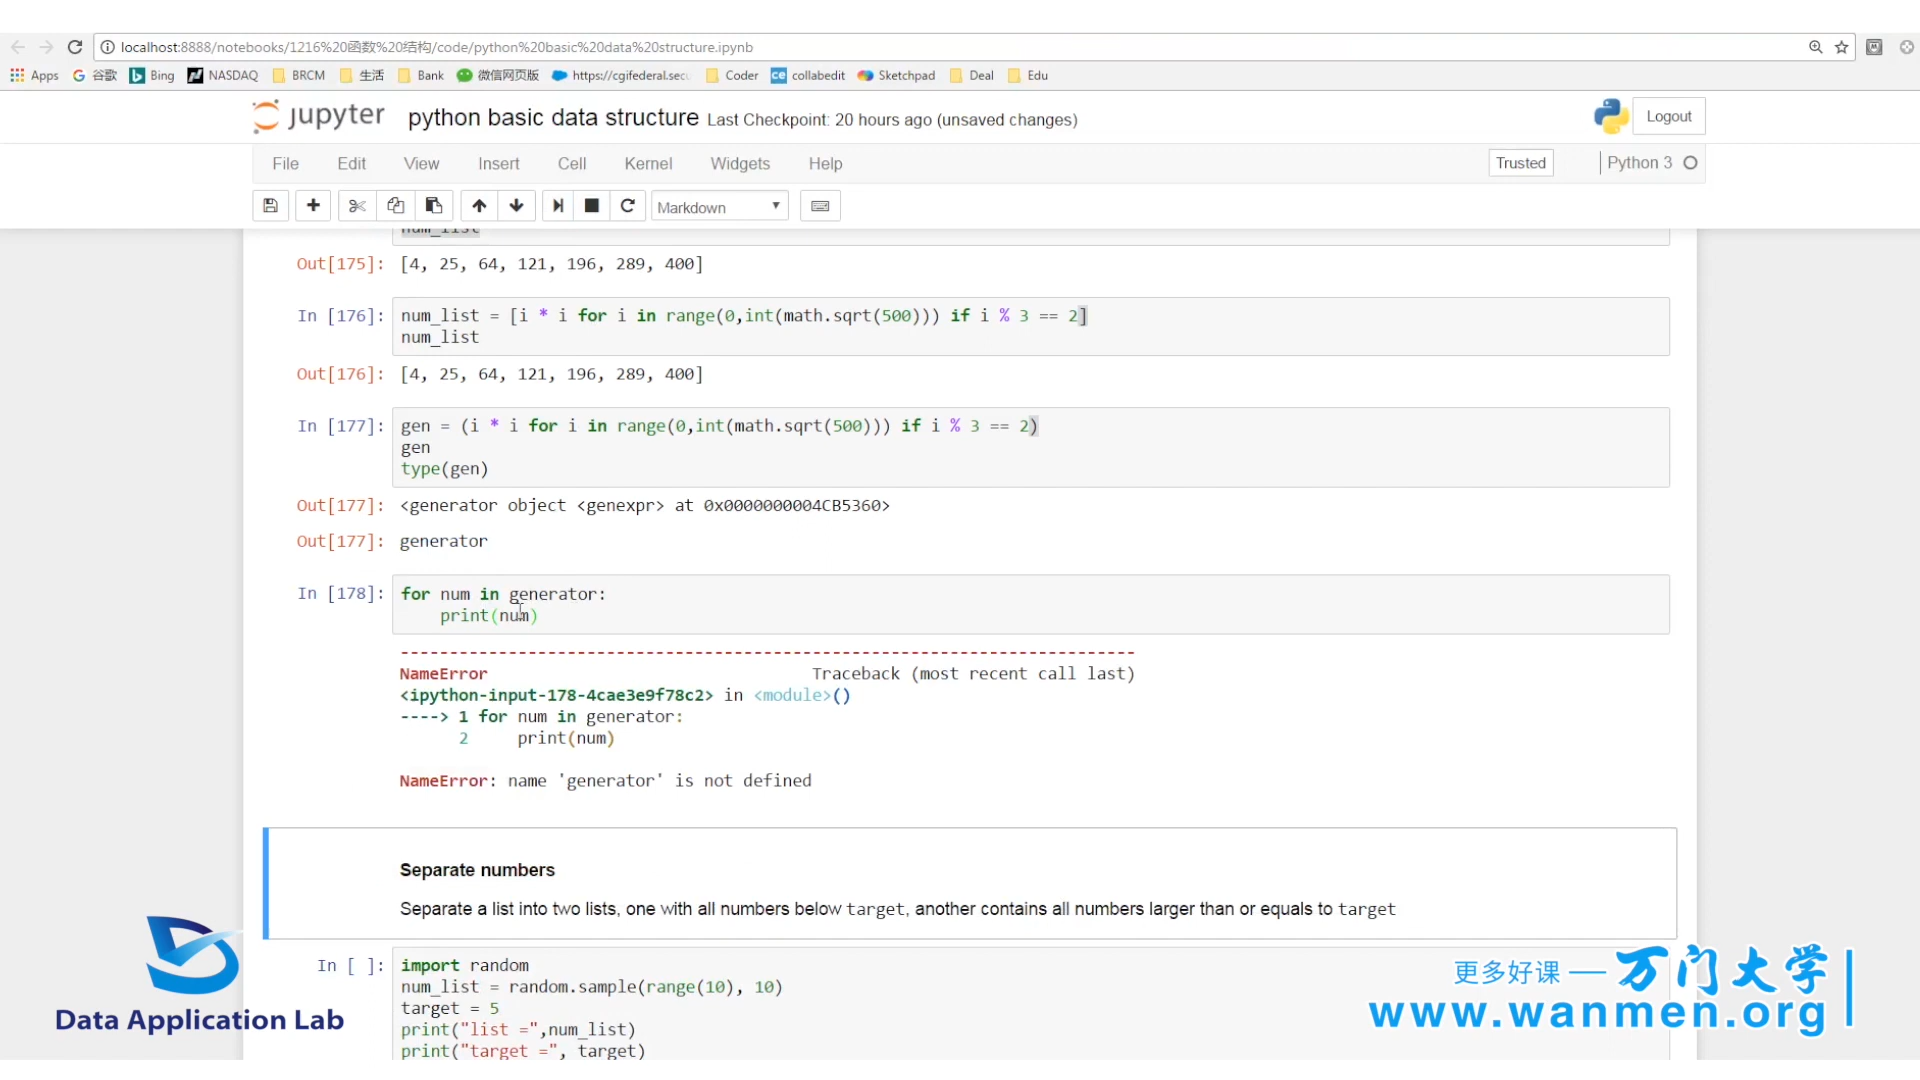 localhost:8888/notebooks/1216%20函数%20结构/code/python%20basic%20data%20structure.ipynb
Apps 谷歌 Bing NASDAQ BRCM 生活 Bank 微信网页版 https://cgifederal.secu Coder ce collabedit Sketchpad Deal Edu
jupyter python basic data structure Last Checkpoint: 20 hours ago (unsaved changes) Logout
File Edit View Insert Cell Kernel Widgets Help Trusted Python 3
Markdown
num_list
Out[175]: [4, 25, 64, 121, 196, 289, 400]
In [176]: num_list = [i * i for i in range(0,int(math.sqrt(500))) if i % 3 == 2]
num_list
Out[176]: [4, 25, 64, 121, 196, 289, 400]
In [177]: gen = (i * i for i in range(0,int(math.sqrt(500))) if i % 3 == 2)
gen
type(gen)
Out[177]: <generator object <genexpr> at 0x0000000004CB5360>
Out[177]: generator
In [178]: for num in generator:
print(num)
---------------------------------------------------------------------------
NameError Traceback (most recent call last)
<ipython-input-178-4cae3e9f78c2> in <module>()
----> 1 for num in generator:
2 print(num)
NameError: name 'generator' is not defined
Separate numbers
Separate a list into two lists, one with all numbers below target, another contains all numbers larger than or equals to target
In [ ]: import random
num_list = random.sample(range(10), 10)
target = 5
print("list =",num_list)
print("target =", target)
Data Application Lab
更多好课 — 万门大学
www.wanmen.org